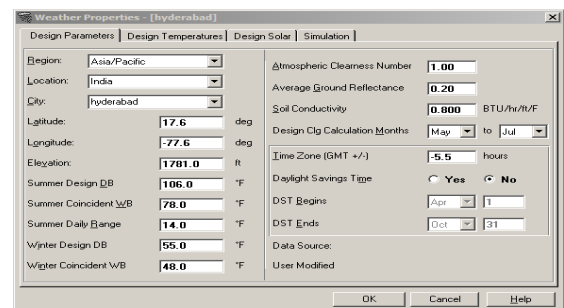 Weather Properties - [hyderabad]
Design Parameters Design Temperatures Design Solar Simulation
Region: Asia/Pacific
Location: India
City: hyderabad
Latitude: 17.6 deg
Longitude: -77.6 deg
Elevation: 1781.0 ft
Summer Design DB 106.0 °F
Summer Coincident WB 78.0 °F
Summer Daily Range 14.0 °F
Winter Design DB 55.0 °F
Winter Coincident WB 48.0 °F
Atmospheric Clearness Number 1.00
Average Ground Reflectance 0.20
Soil Conductivity 0.800 BTU/hr/ft/F
Design Clg Calculation Months May to Jul
Time Zone (GMT +/-) -5.5 hours
Daylight Savings Time Yes No
DST Begins Apr 1
DST Ends Oct 31
Data Source:
User Modified
OK Cancel Help